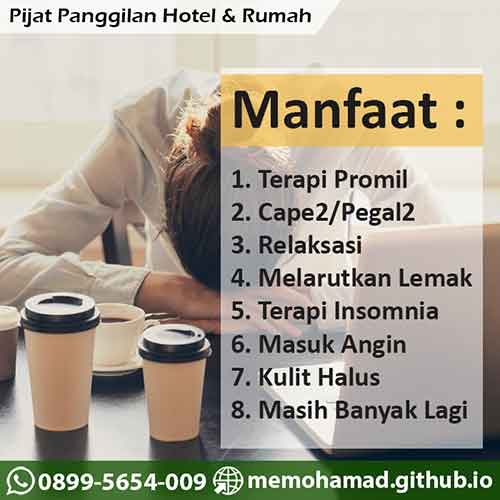 Pijat Panggilan Hotel & Rumah
Manfaat :
1. Terapi Promil
2. Cape2/Pegal2
3. Relaksasi
4. Melarutkan Lemak
5. Terapi Insomnia
6. Masuk Angin
7. Kulit Halus
8. Masih Banyak Lagi
0899-5654-009 memohamad.github.io